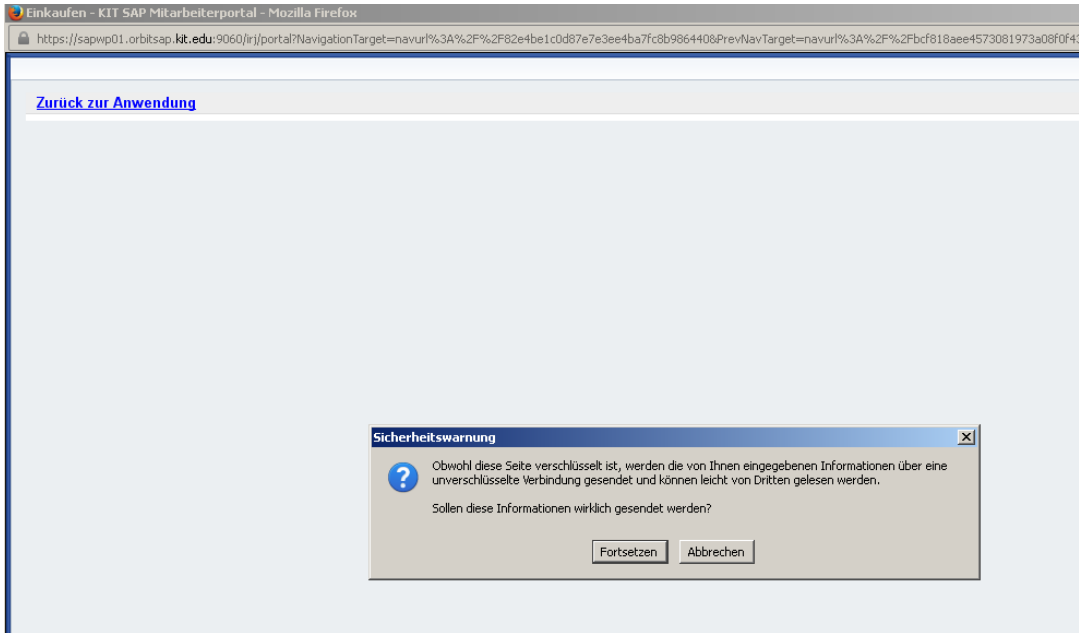 Einkaufen - KIT SAP Mitarbeiterportal - Mozilla Firefox
https://sapwp01.orbitsap.kit.edu:9060/irj/portal?NavigationTarget=navurl%3A%2F%2F82e4be1c0d87e7e3ee4ba7fc8b986440&PrevNavTarget=navurl%3A%2F%2Fbcf818aee4573081973a08f0f43
Zurück zur Anwendung
Sicherheitswarnung
Obwohl diese Seite verschlüsselt ist, werden die von Ihnen eingegebenen Informationen über eine
unverschlüsselte Verbindung gesendet und können leicht von Dritten gelesen werden.
Sollen diese Informationen wirklich gesendet werden?
Fortsetzen Abbrechen